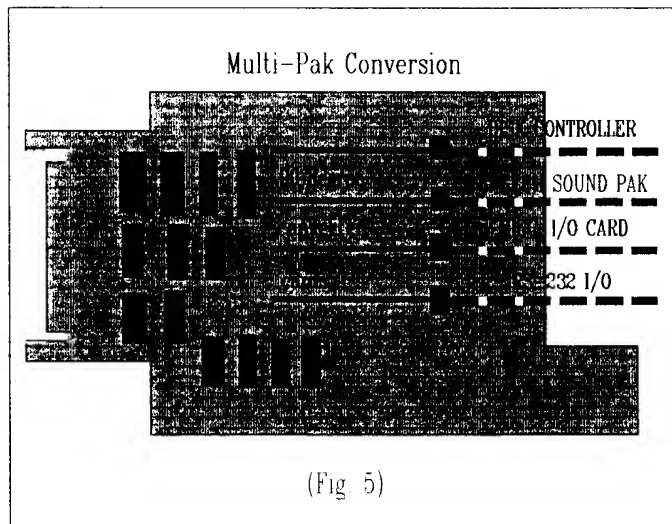 Multi-Pak Conversion
CONTROLLER
SOUND PAK
I/O CARD
232 I/O
(Fig. 5)